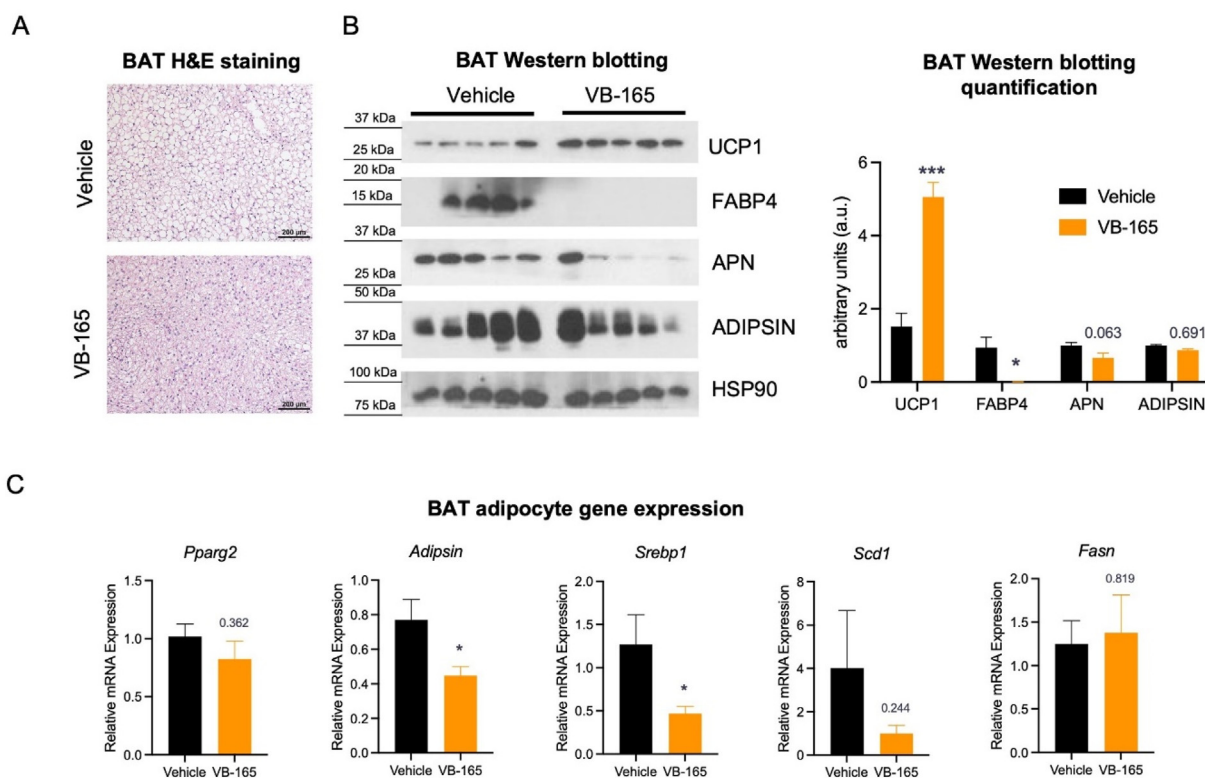 A
BAT H&E staining
Vehicle
200 μm
VB-165
200 μm
B
BAT Western blotting
Vehicle VB-165
37 kDa
25 kDa
UCP1
20 kDa
15 kDa
FABP4
37 kDa
25 kDa
APN
50 kDa
37 kDa
ADIPSIN
100 kDa
75 kDa
HSP90
BAT Western blotting
quantification
arbitrary units (a.u.)
6
4
2
0
***
*
0.063
0.691
Vehicle
VB-165
UCP1 FABP4 APN ADIPSIN
C
BAT adipocyte gene expression
Pparg2
Relative mRNA Expression
1.5
1.0
0.5
0.0
0.362
Vehicle VB-165
Adipsin
Relative mRNA Expression
1.0
0.8
0.6
0.4
0.2
0.0
*
Vehicle VB-165
Srebp1
Relative mRNA Expression
2.0
1.5
1.0
0.5
0.0
*
Vehicle VB-165
Scd1
Relative mRNA Expression
8
6
4
2
0
0.244
Vehicle VB-165
Fasn
Relative mRNA Expression
2.0
1.5
1.0
0.5
0.0
0.819
Vehicle VB-165